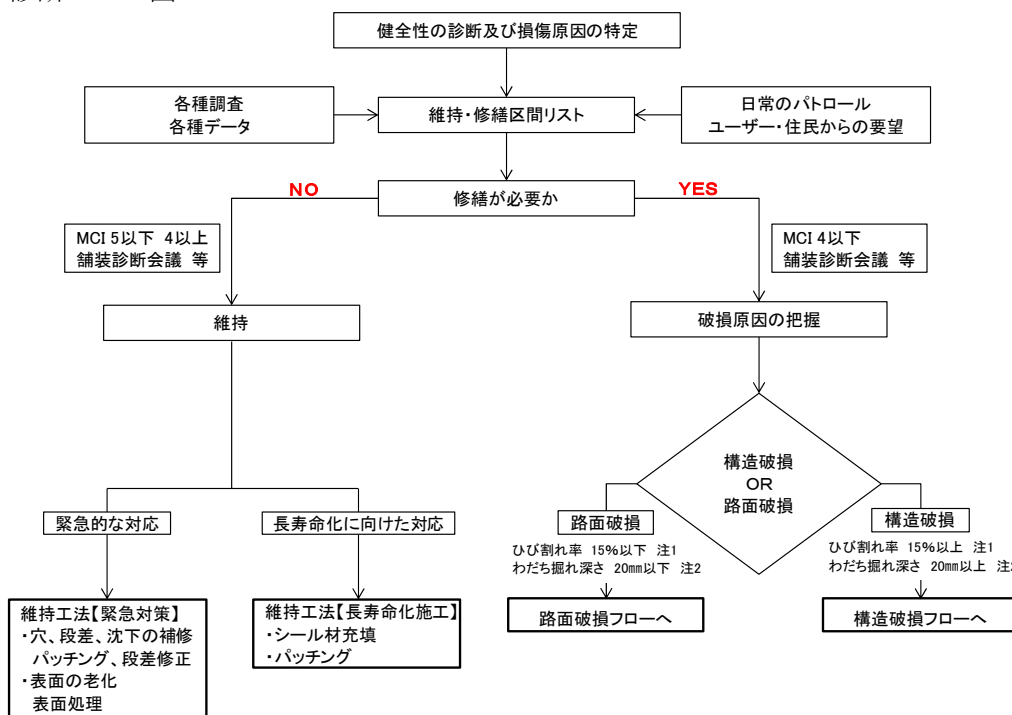 健全性の診断及び損傷原因の特定
各種調査
各種データ
維持・修繕区間リスト
日常のパトロール
ユーザー・住民からの要望
NO
修繕が必要か
YES
MCI 5以下 4以上
舗装診断会議 等
MCI 4以下
舗装診断会議 等
維持
破損原因の把握
構造破損
OR
路面破損
緊急的な対応
長寿命化に向けた対応
路面破損
ひび割れ率 15%以下 注1
わだち掘れ深さ 20㎜以下 注2
構造破損
ひび割れ率 15%以上 注1
わだち掘れ深さ 20㎜以上 注
維持工法【緊急対策】
・穴、段差、沈下の補修
パッチング、段差修正
・表面の老化
表面処理
維持工法【長寿命化施工】
・シール材充填
・パッチング
路面破損フローへ
構造破損フローへ